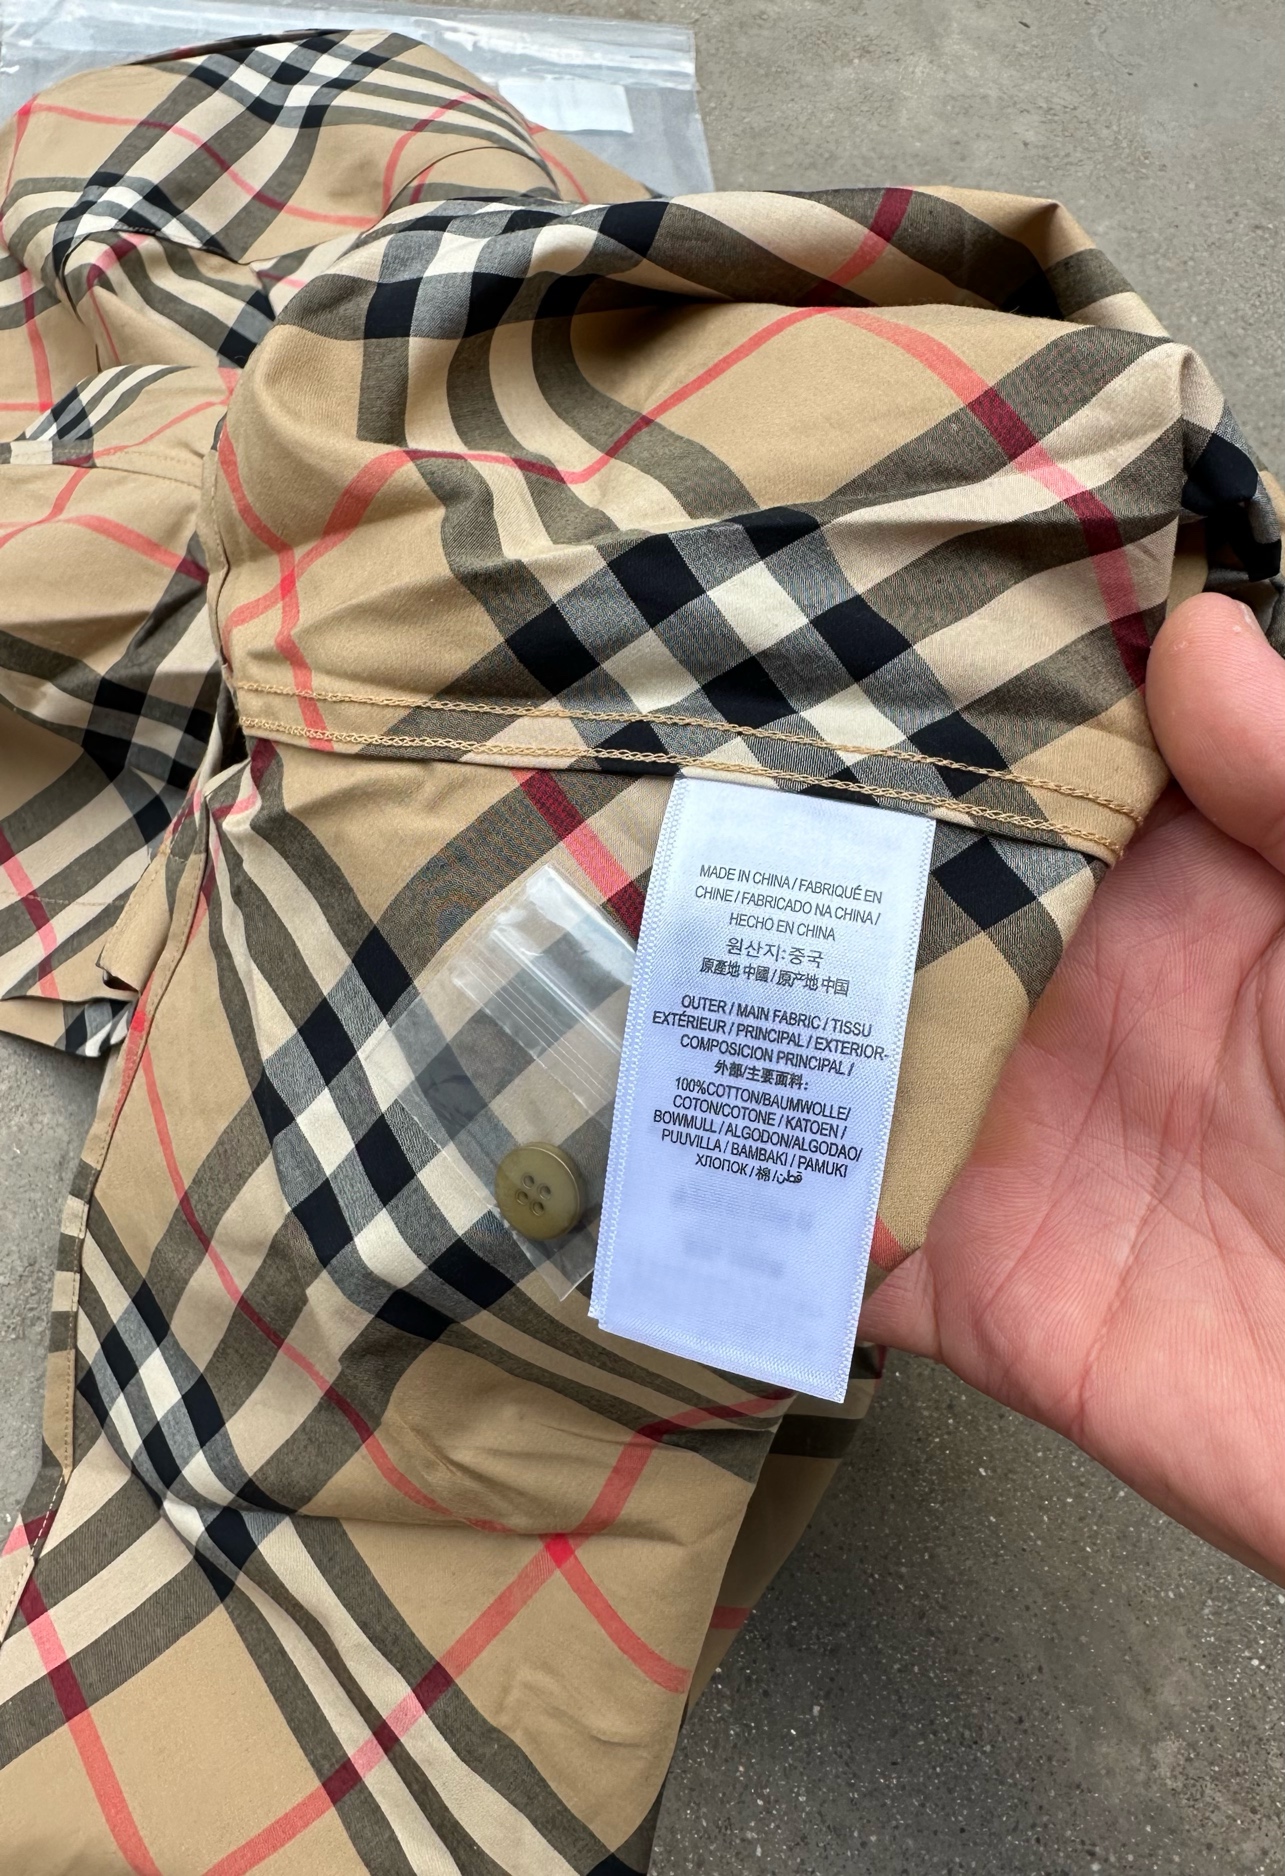 MADE IN CHINA / FABRIQUÉ EN
CHINE / FABRICADO NA CHINA /
HECHO EN CHINA
원산지:중국
原產地 中國 / 原产地 中国
OUTER / MAIN FABRIC / TISSU
EXTÉRIEUR / PRINCIPAL / EXTERIOR-
COMPOSICION PRINCIPAL /
外部/主要面料:
100%COTTON/BAUMWOLLE/
COTON/COTONE / KATOEN /
BOWMULL / ALGODON/ALGODAO/
PUUVILLA / BAMBAKI / PAMUKI
ХЛОПОК / 棉 / قطن